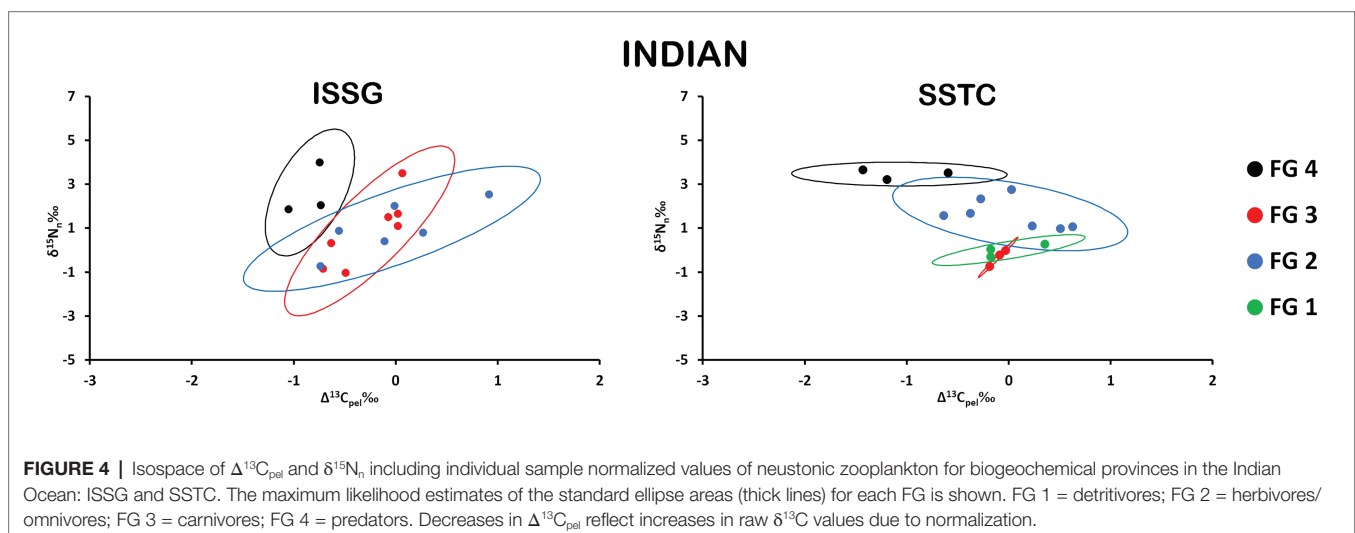 INDIAN
ISSG
SSTC
7
5
3
1
-1
-3
-5
δ¹⁵Nₙ‰
-3 -2 -1 0 1 2
Δ¹³Cₚₑₗ‰
7
5
3
1
-1
-3
-5
δ¹⁵Nₙ‰
-3 -2 -1 0 1 2
Δ¹³Cₚₑₗ‰
FG 4
FG 3
FG 2
FG 1
FIGURE 4 | Isospace of Δ¹³Cₚₑₗ and δ¹⁵Nₙ including individual sample normalized values of neustonic zooplankton for biogeochemical provinces in the Indian
Ocean: ISSG and SSTC. The maximum likelihood estimates of the standard ellipse areas (thick lines) for each FG is shown. FG 1 = detritivores; FG 2 = herbivores/
omnivores; FG 3 = carnivores; FG 4 = predators. Decreases in Δ¹³Cₚₑₗ reflect increases in raw δ¹³C values due to normalization.